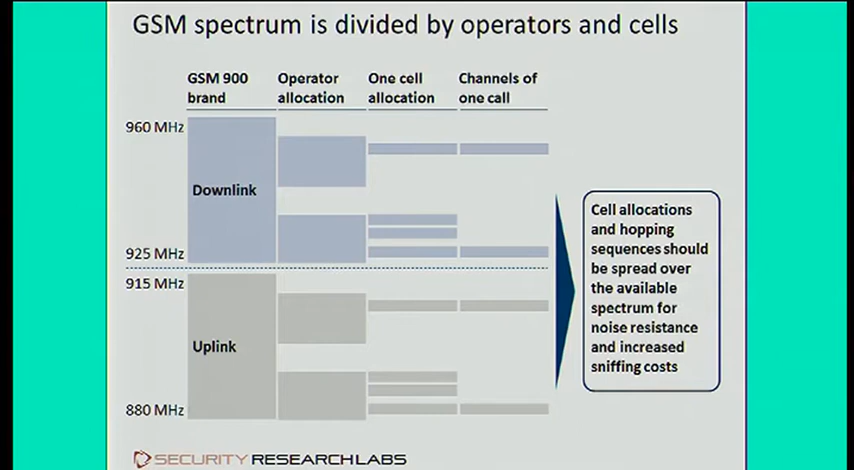 GSM spectrum is divided by operators and cells
GSM 900
brand
Operator
allocation
One cell
allocation
Channels of
one call
960 MHz
Downlink
925 MHz
915 MHz
Uplink
880 MHz
Cell allocations
and hopping
sequences should
be spread over
the available
spectrum for
noise resistance
and increased
sniffing costs
SECURITY RESEARCH LABS